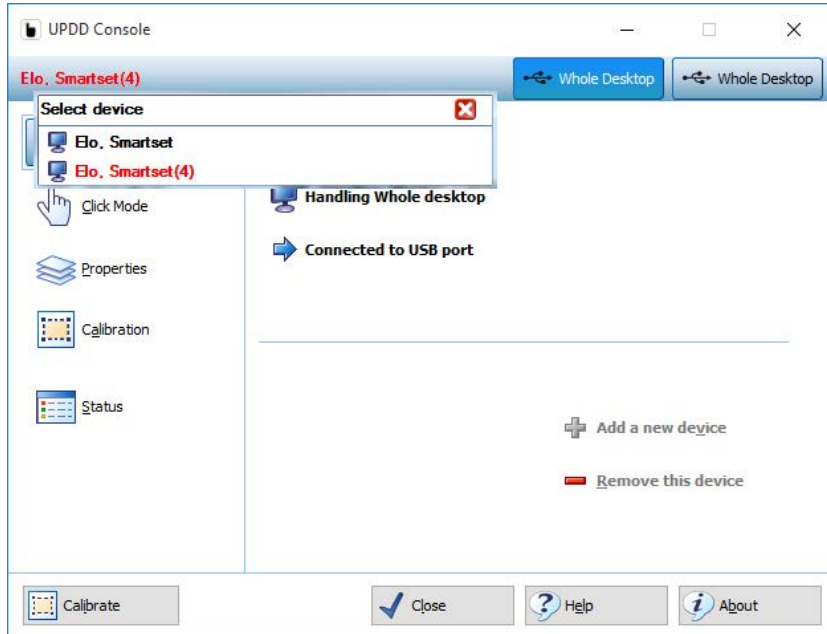 UPDD Console
Elo, Smartset(4)
Whole Desktop
Whole Desktop
Select device
Elo, Smartset
Elo, Smartset(4)
Click Mode
Handling Whole desktop
Properties
Connected to USB port
Calibration
Status
Add a new device
Remove this device
Calibrate
Close
Help
About